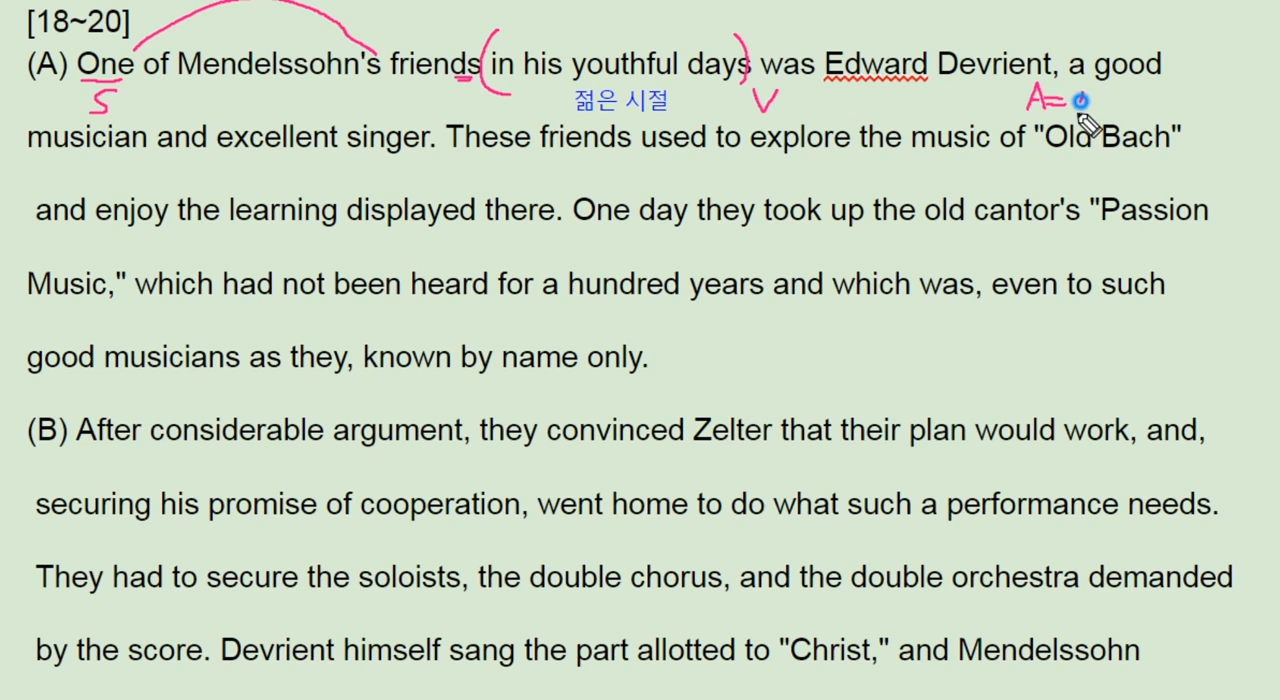 [18~20]
(A) One of Mendelssohn's friends in his youthful days was Edward Devrient, a good
S 젊은 시절 V A=
musician and excellent singer. These friends used to explore the music of "Old Bach"
and enjoy the learning displayed there. One day they took up the old cantor's "Passion
Music," which had not been heard for a hundred years and which was, even to such
good musicians as they, known by name only.
(B) After considerable argument, they convinced Zelter that their plan would work, and,
securing his promise of cooperation, went home to do what such a performance needs.
They had to secure the soloists, the double chorus, and the double orchestra demanded
by the score. Devrient himself sang the part allotted to "Christ," and Mendelssohn